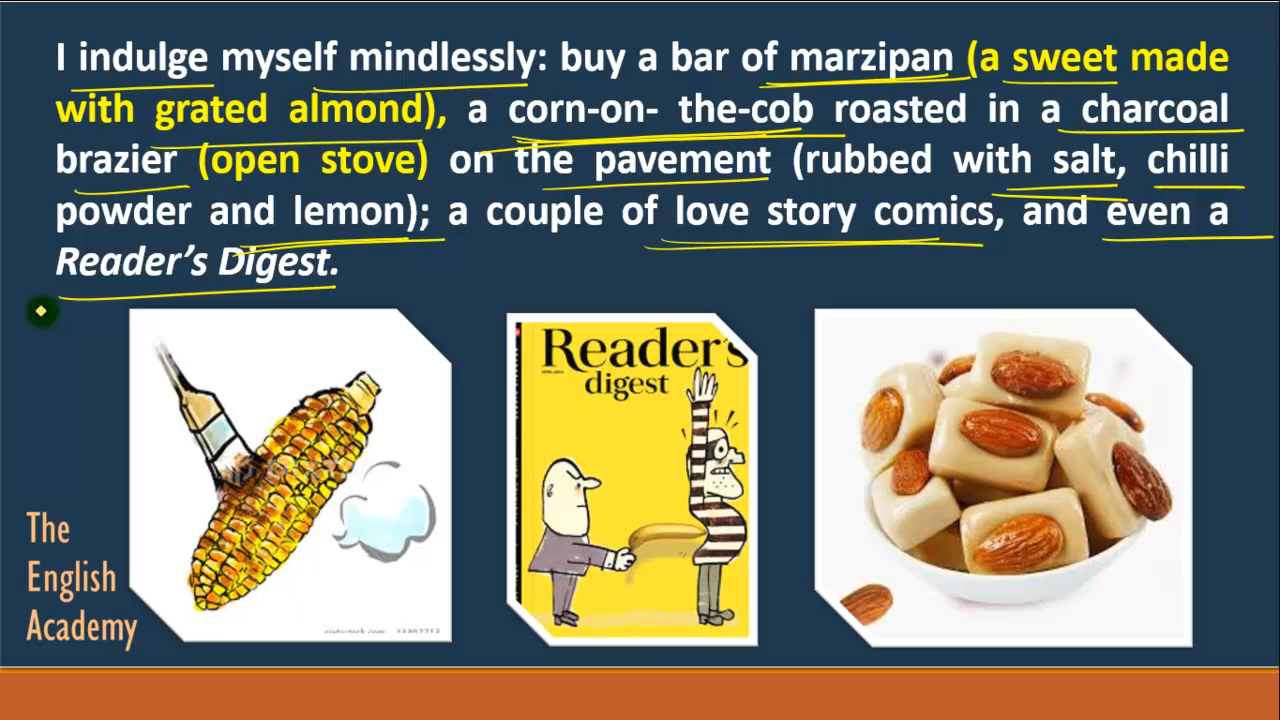 I indulge myself mindlessly: buy a bar of marzipan (a sweet made
with grated almond), a corn-on- the-cob roasted in a charcoal
brazier (open stove) on the pavement (rubbed with salt, chilli
powder and lemon); a couple of love story comics, and even a
Reader's Digest.
Reader's
digest
The
English
Academy